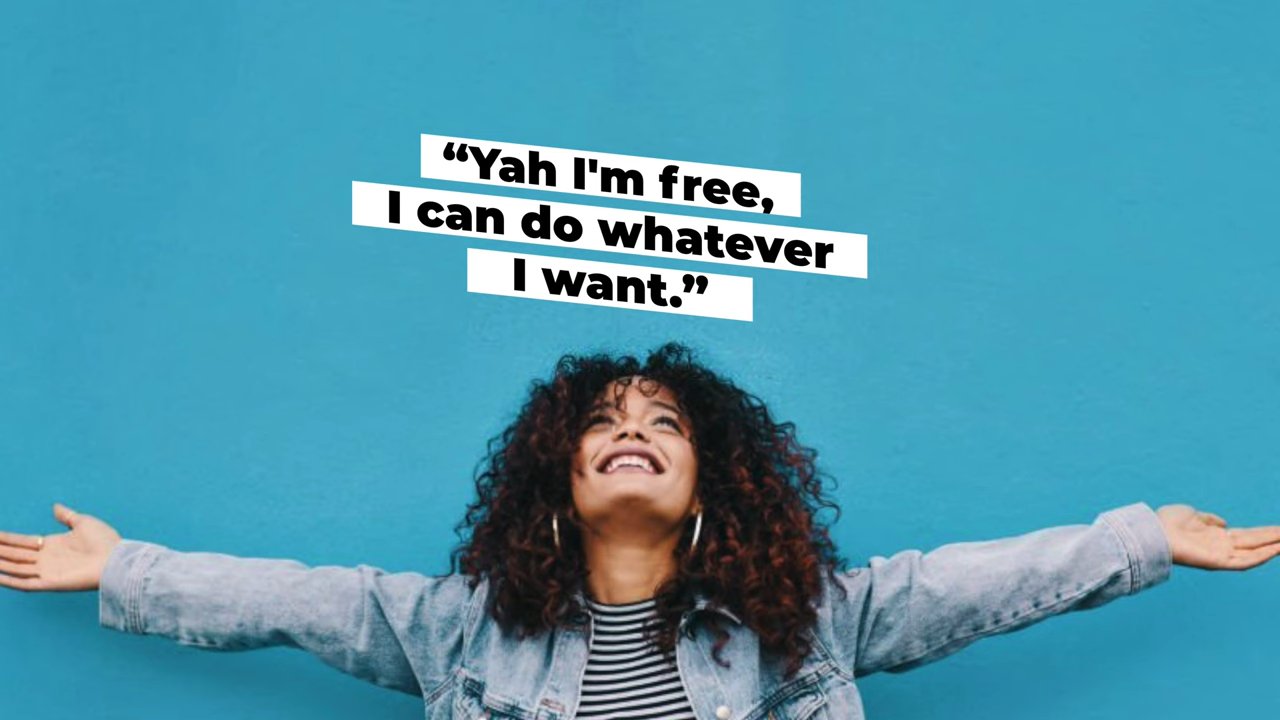 “Yah I'm free,
I can do whatever
I want.”